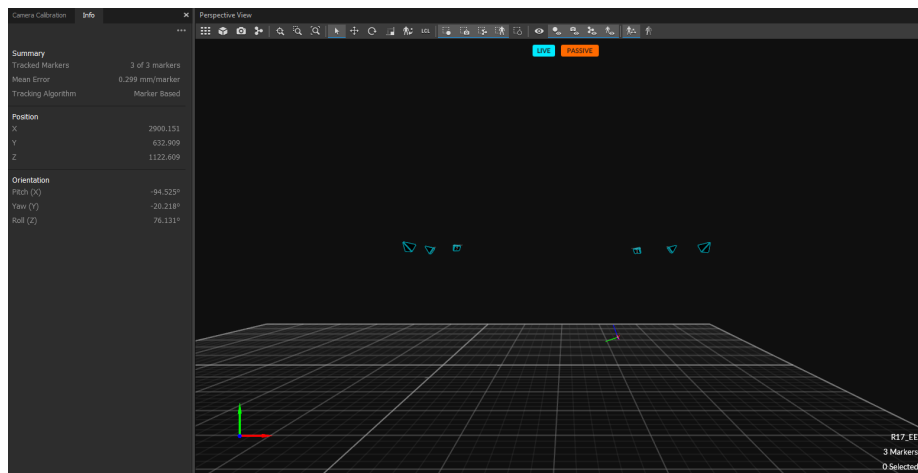 Camera Calibration Info ×
Perspective View
LCL
Summary
Tracked Markers 3 of 3 markers
Mean Error 0.299 mm/marker
Tracking Algorithm Marker Based
Position
X 2900.151
Y 632.909
Z 1122.609
Orientation
Pitch (X) -94.525°
Yaw (Y) -20.218°
Roll (Z) 76.131°
LIVE PASSIVE
R17_EE
3 Markers
0 Selected